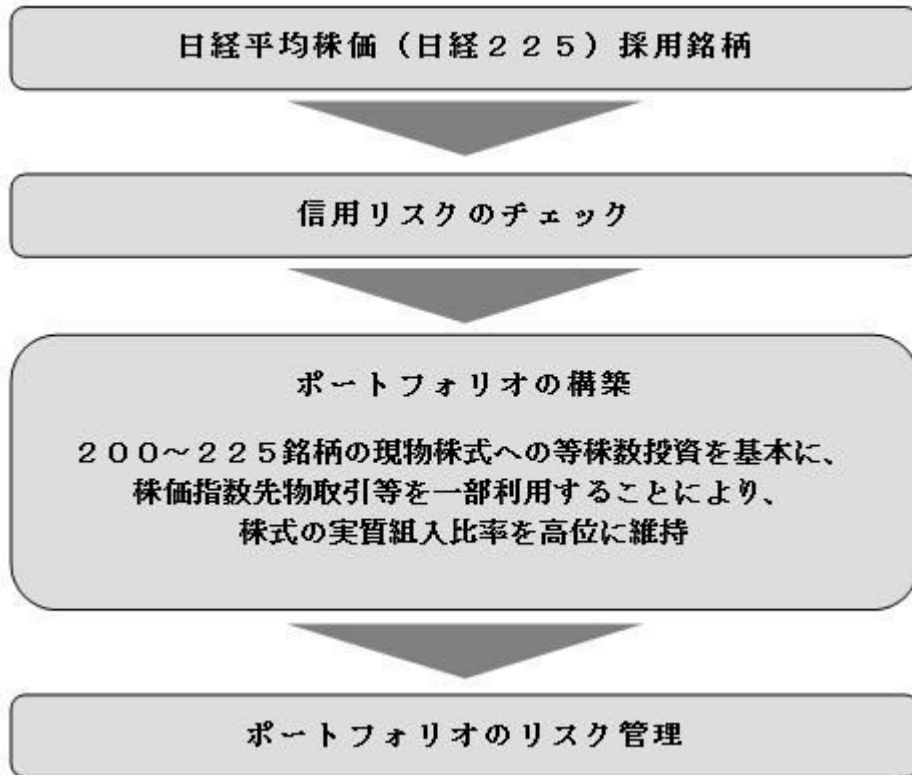 日経平均株価(日経225)採用銘柄
信用リスクのチェック
ポートフォリオの構築
200~225銘柄の現物株式への等株数投資を基本に、
株価指数先物取引等を一部利用することにより、
株式の実質組入比率を高位に維持
ポートフォリオのリスク管理